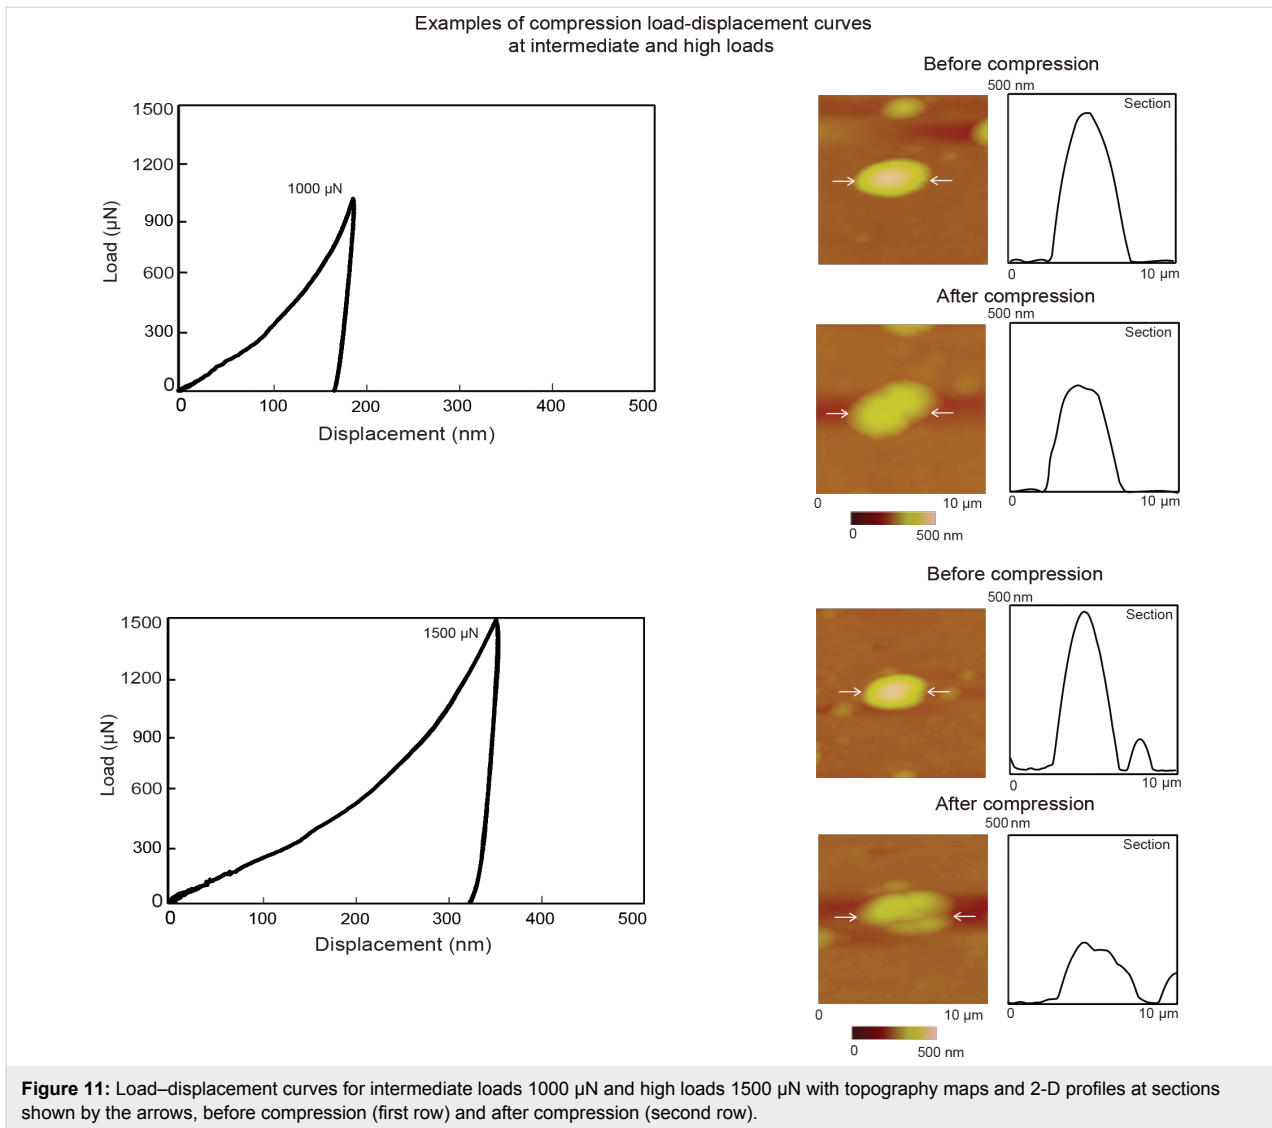 Examples of compression load-displacement curves
at intermediate and high loads
1500
1200
900
600
300
0
Load (µN)
1000 µN
0
100
200
300
400
500
Displacement (nm)
Before compression
500 nm
Section
0
10 µm
After compression
500 nm
Section
0
10 µm
0
10 µm
0
500 nm
1500
1200
900
600
300
0
Load (µN)
1500 µN
0
100
200
300
400
500
Displacement (nm)
Before compression
500 nm
Section
0
10 µm
After compression
500 nm
Section
0
10 µm
0
10 µm
0
500 nm
Figure 11: Load–displacement curves for intermediate loads 1000 µN and high loads 1500 µN with topography maps and 2-D profiles at sections
shown by the arrows, before compression (first row) and after compression (second row).